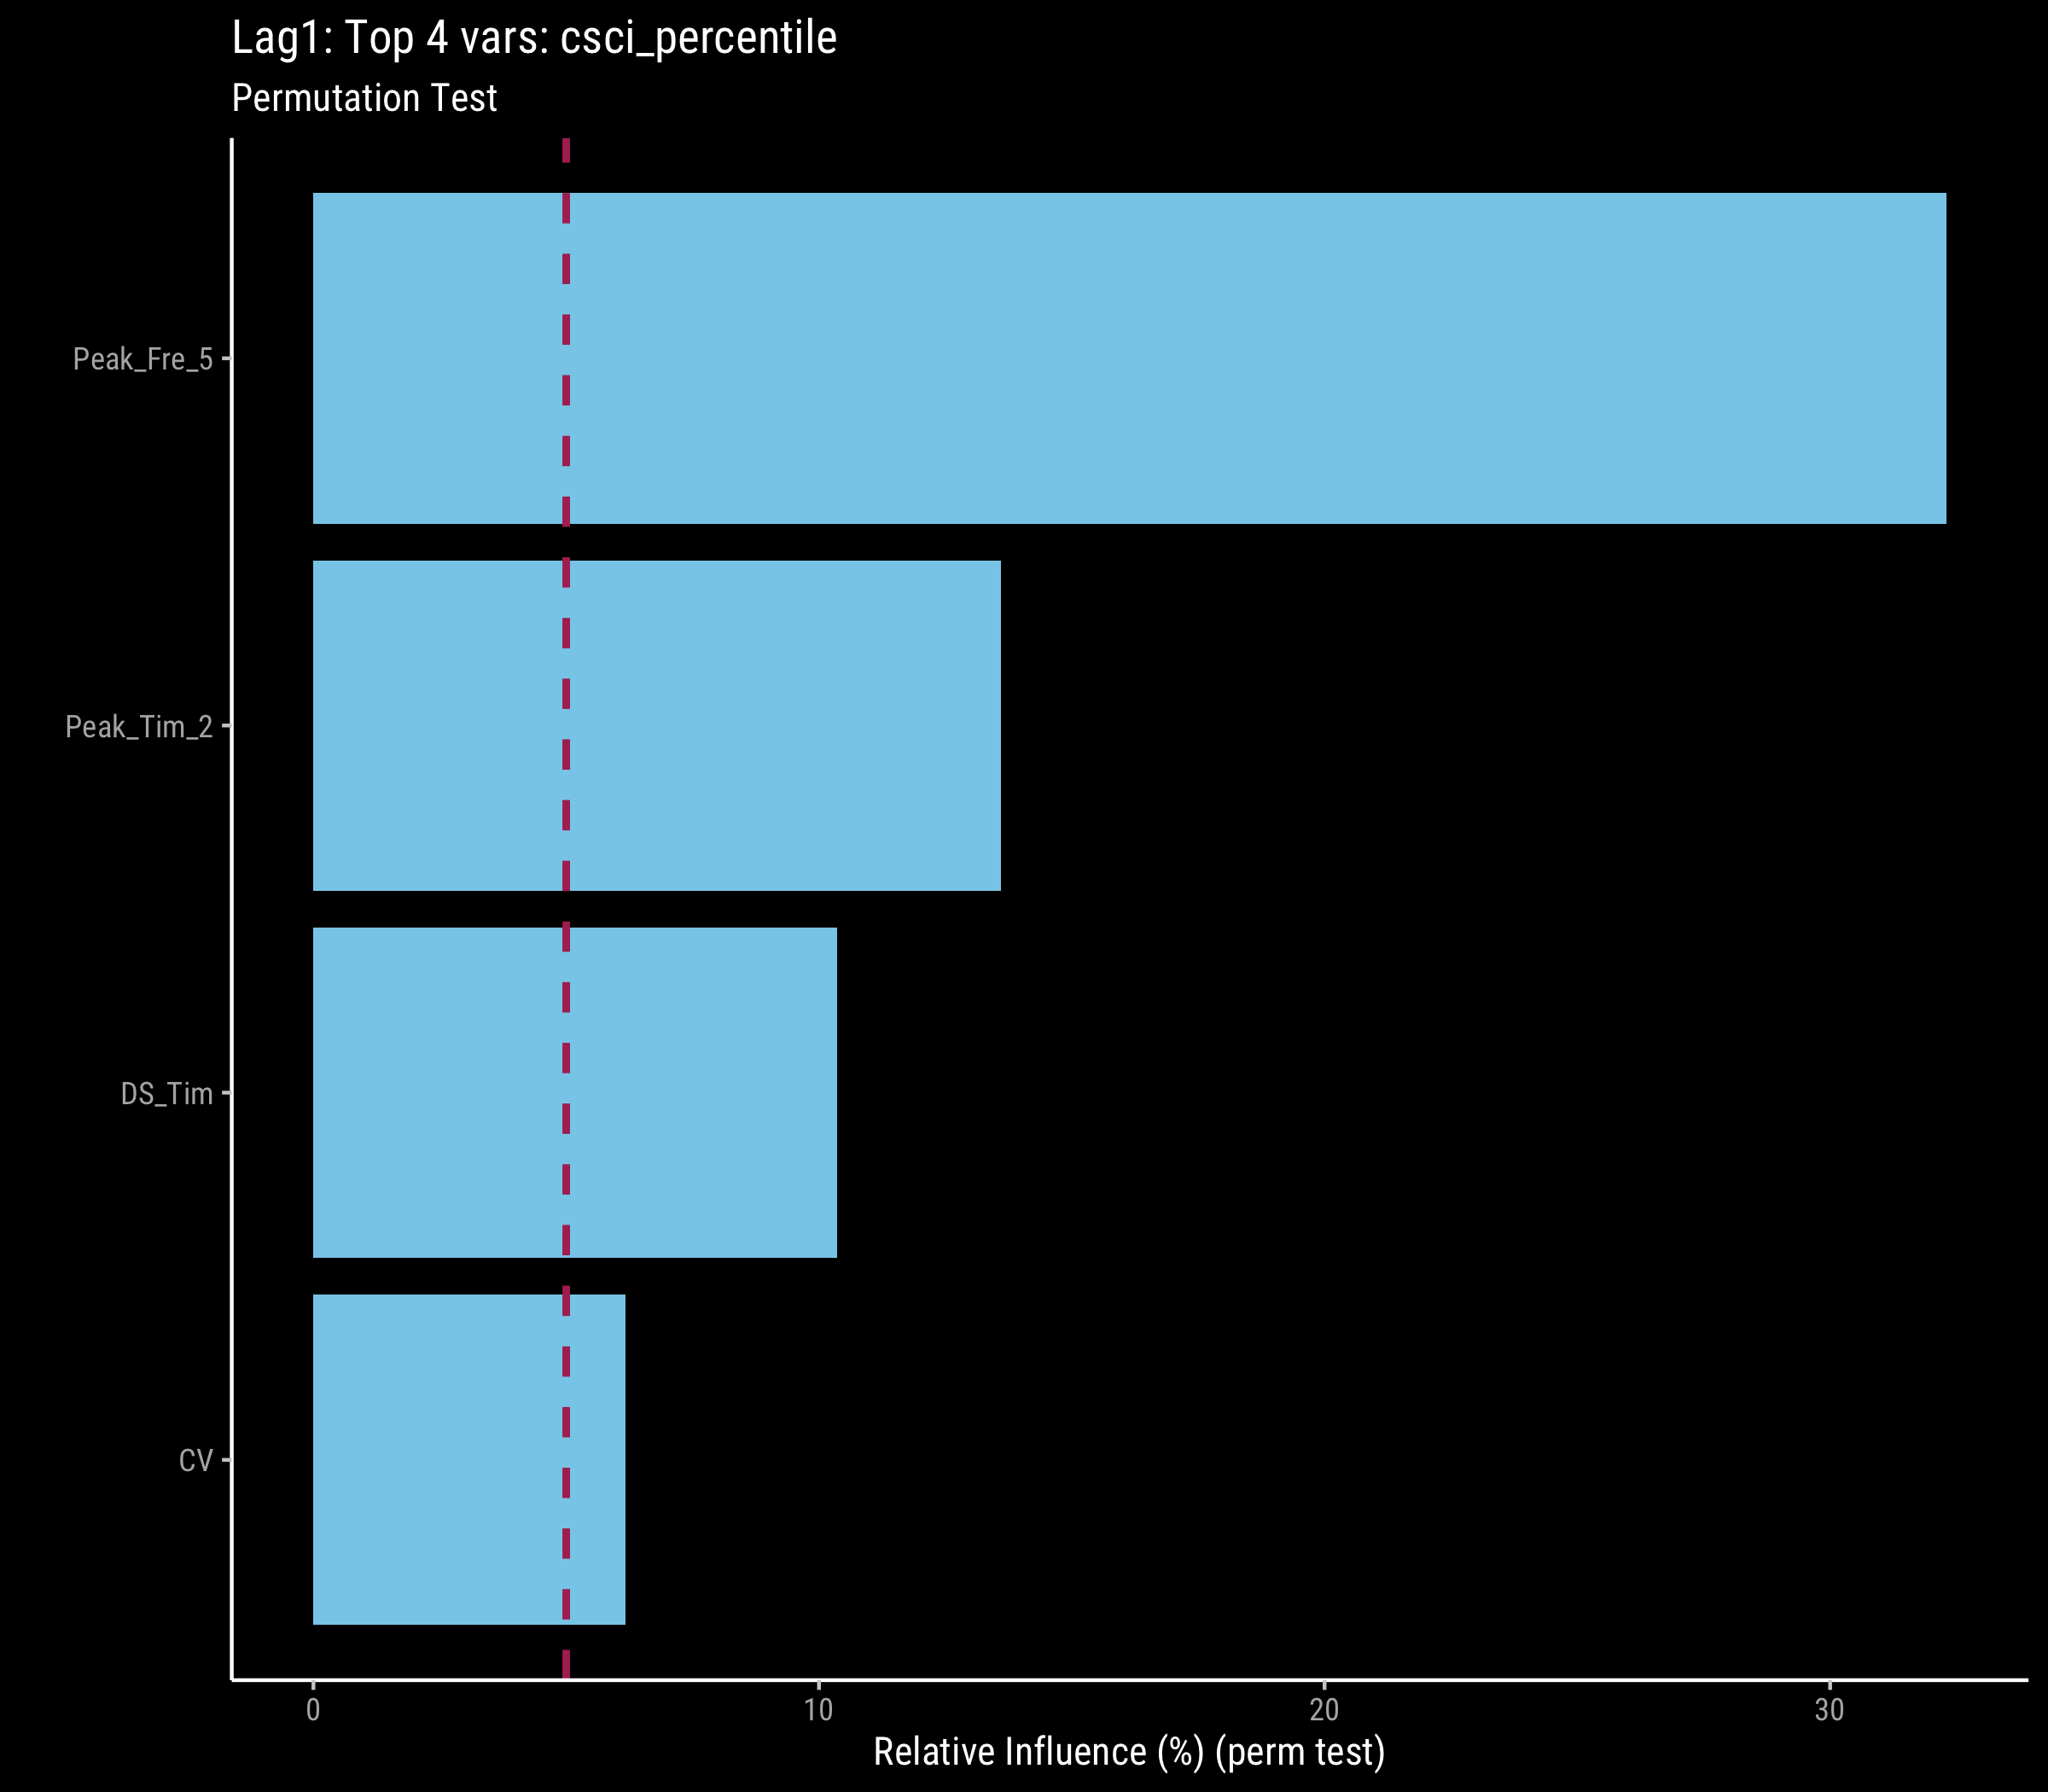 Lag1: Top 4 vars: csci_percentile
Permutation Test
Peak_Fre_5
Peak_Tim_2
DS_Tim
CV
0 10 20 30
Relative Influence (%) (perm test)